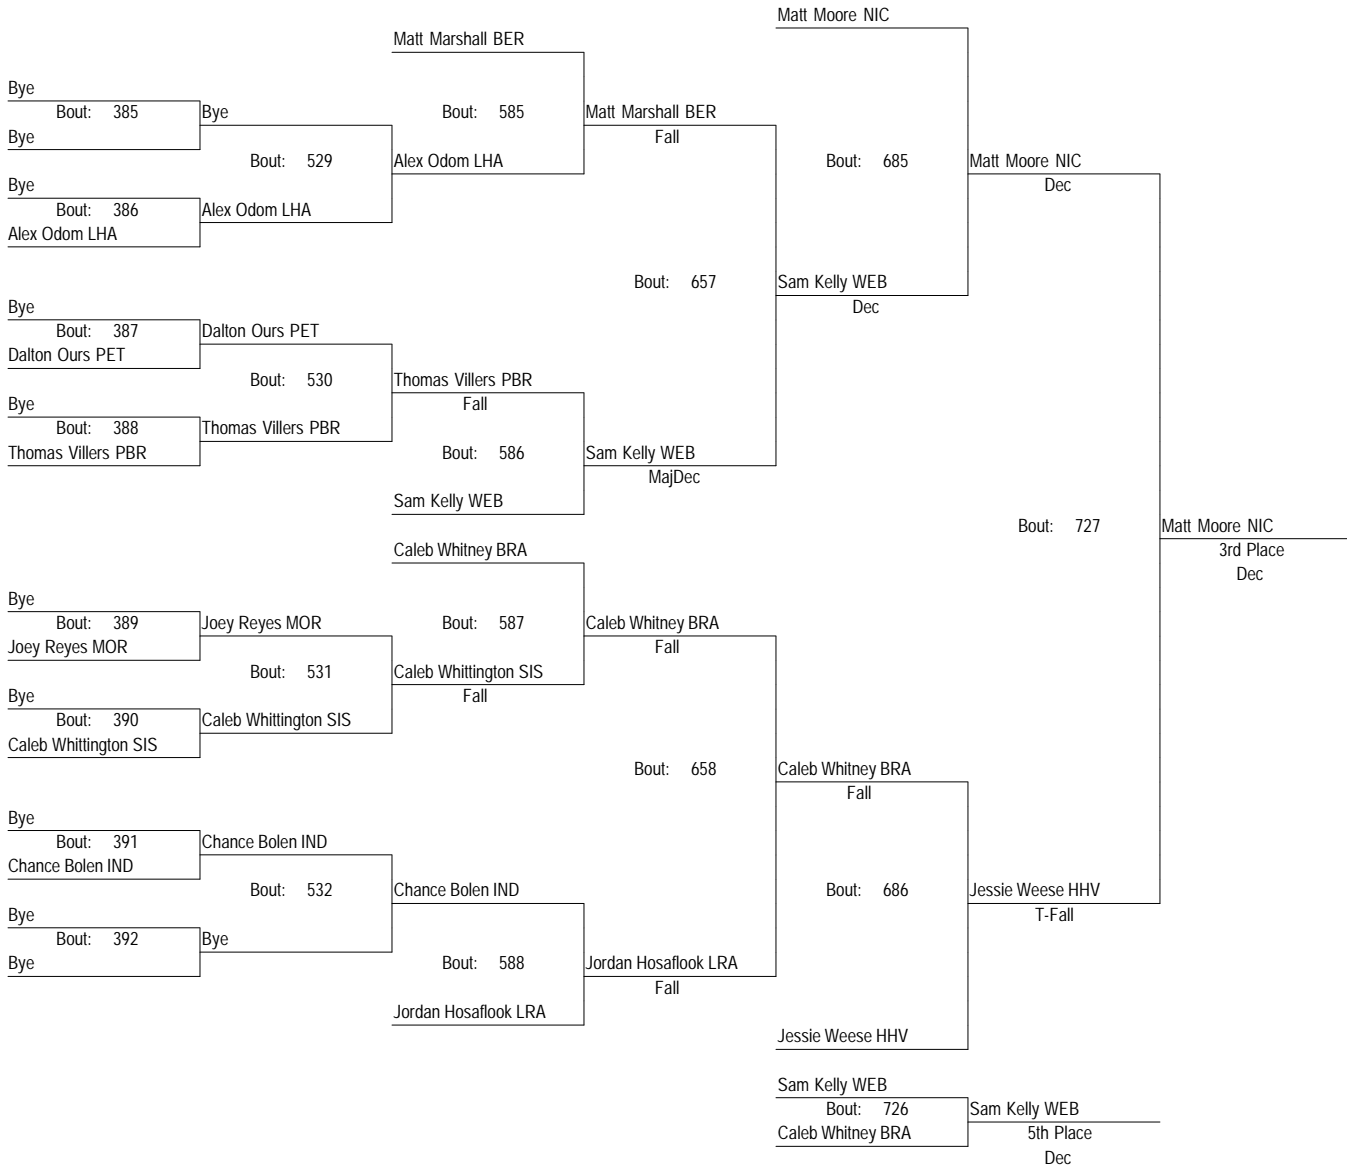 Matt Moore NIC
Matt Marshall BER
Bye
Bout: 385
Bye
Bye
Bout: 585
Matt Marshall BER
Fall
Bout: 529
Alex Odom LHA
Bout: 685
Matt Moore NIC
Dec
Bye
Bout: 386
Alex Odom LHA
Alex Odom LHA
Bout: 657
Sam Kelly WEB
Dec
Bye
Bout: 387
Dalton Ours PET
Dalton Ours PET
Bout: 530
Thomas Villers PBR
Fall
Bye
Bout: 388
Thomas Villers PBR
Thomas Villers PBR
Bout: 586
Sam Kelly WEB
MajDec
Sam Kelly WEB
Bout: 727
Matt Moore NIC
3rd Place
Dec
Caleb Whitney BRA
Bye
Bout: 389
Joey Reyes MOR
Joey Reyes MOR
Bout: 587
Caleb Whitney BRA
Fall
Bout: 531
Caleb Whittington SIS
Fall
Bye
Bout: 390
Caleb Whittington SIS
Caleb Whittington SIS
Bout: 658
Caleb Whitney BRA
Fall
Bye
Bout: 391
Chance Bolen IND
Chance Bolen IND
Bout: 532
Chance Bolen IND
Bout: 686
Jessie Weese HHV
T-Fall
Bye
Bout: 392
Bye
Bye
Bout: 588
Jordan Hosaflook LRA
Fall
Jordan Hosaflook LRA
Jessie Weese HHV
Sam Kelly WEB
Bout: 726
Sam Kelly WEB
Caleb Whitney BRA
5th Place
Dec